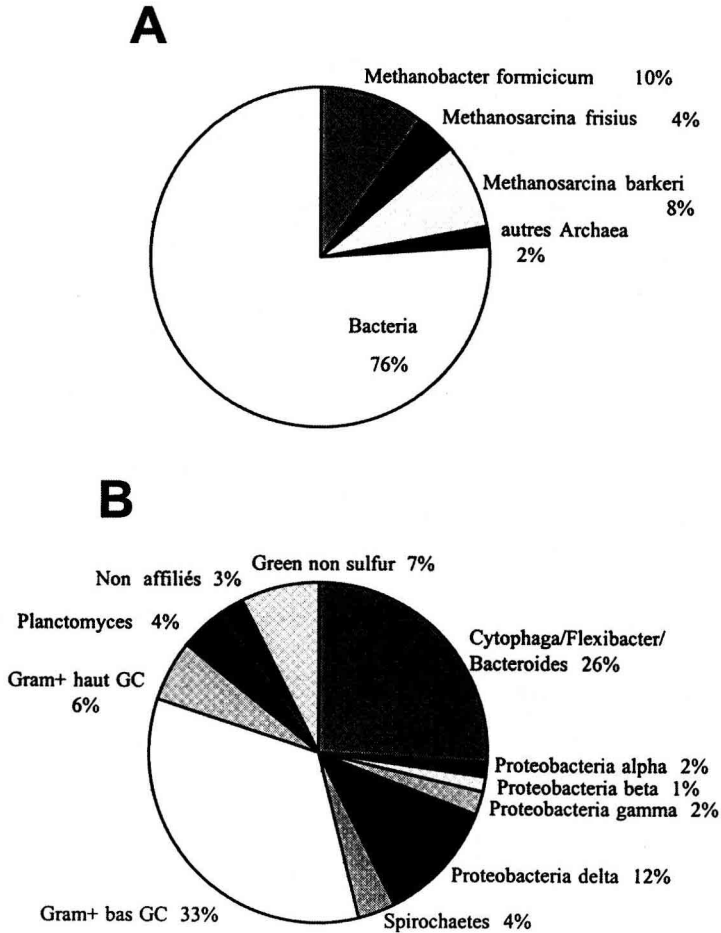 A
Methanobacter formicicum 10%
Methanosarcina frisius 4%
Methanosarcina barkeri
8%
autres Archaea
2%
Bacteria
76%
B
Green non sulfur 7%
Non affiliés 3%
Planctomyces 4%
Gram+ haut GC
6%
Cytophaga/Flexibacter/
Bacteroides 26%
Proteobacteria alpha 2%
Proteobacteria beta 1%
Proteobacteria gamma 2%
Proteobacteria delta 12%
Gram+ bas GC 33%
Spirochaetes 4%